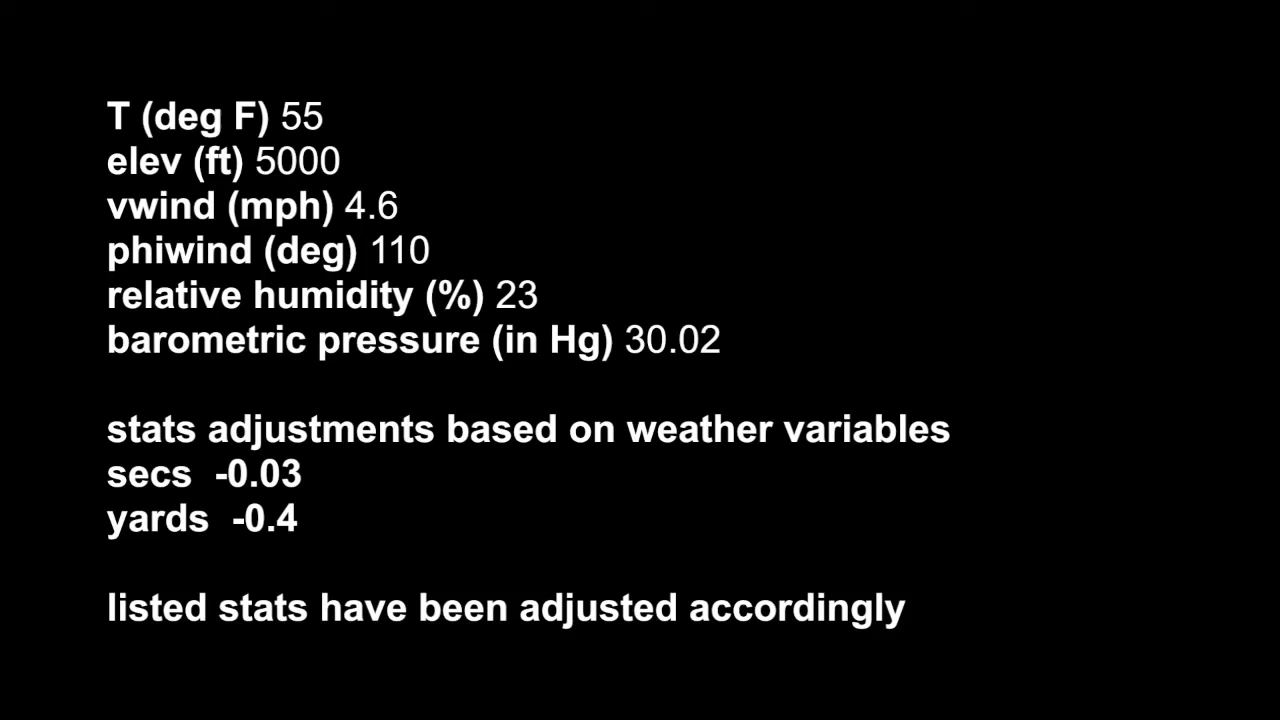 T (deg F) 55
elev (ft) 5000
vwind (mph) 4.6
phiwind (deg) 110
relative humidity (%) 23
barometric pressure (in Hg) 30.02
stats adjustments based on weather variables
secs -0.03
yards -0.4
listed stats have been adjusted accordingly